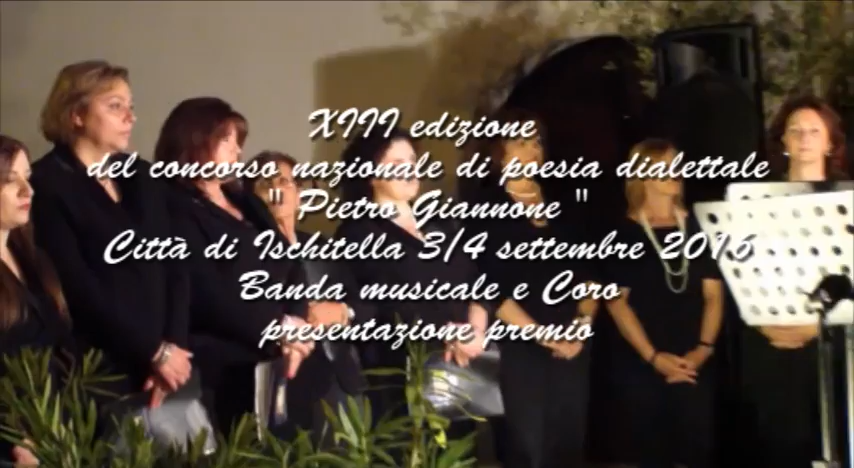 XIII edizione
del concorso nazionale di poesia dialettale
" Pietro Giannone "
Città di Ischitella 3/4 settembre 2016
Banda musicale e Coro
presentazione premio